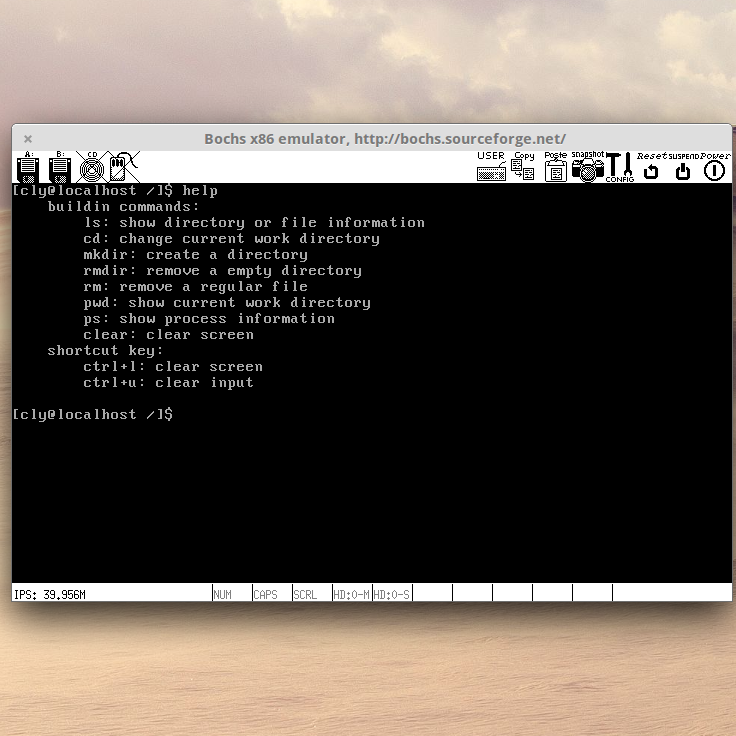 Bochs x86 emulator, http://bochs.sourceforge.net/
A: B: CD USER Copy Paste snapshot CONFIG Reset SUSPEND Power
[cly@localhost /]$ help
buildin commands:
ls: show directory or file information
cd: change current work directory
mkdir: create a directory
rmdir: remove a empty directory
rm: remove a regular file
pwd: show current work directory
ps: show process information
clear: clear screen
shortcut key:
ctrl+l: clear screen
ctrl+u: clear input
[cly@localhost /]$
IPS: 39.956M NUM CAPS SCRL HD:0-M HD:0-S